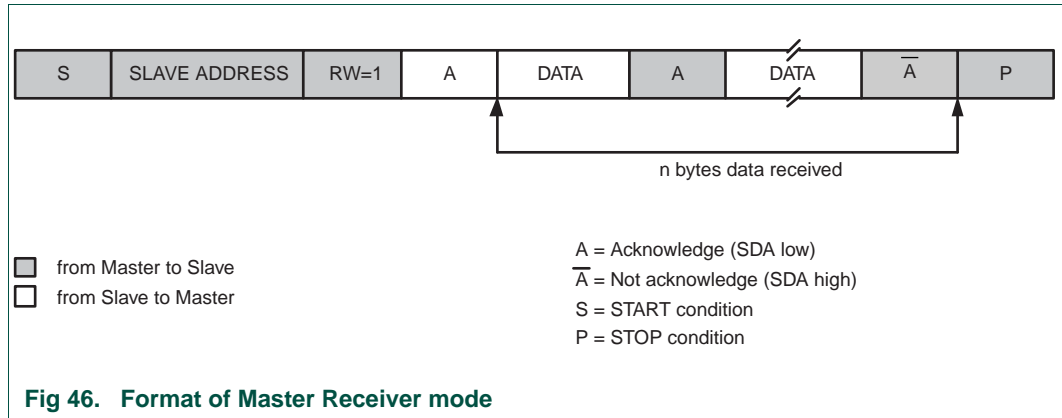 S SLAVE ADDRESS RW=1 A DATA A DATA A̅ P
n bytes data received
from Master to Slave
from Slave to Master
A = Acknowledge (SDA low)
A̅ = Not acknowledge (SDA high)
S = START condition
P = STOP condition
Fig 46. Format of Master Receiver mode